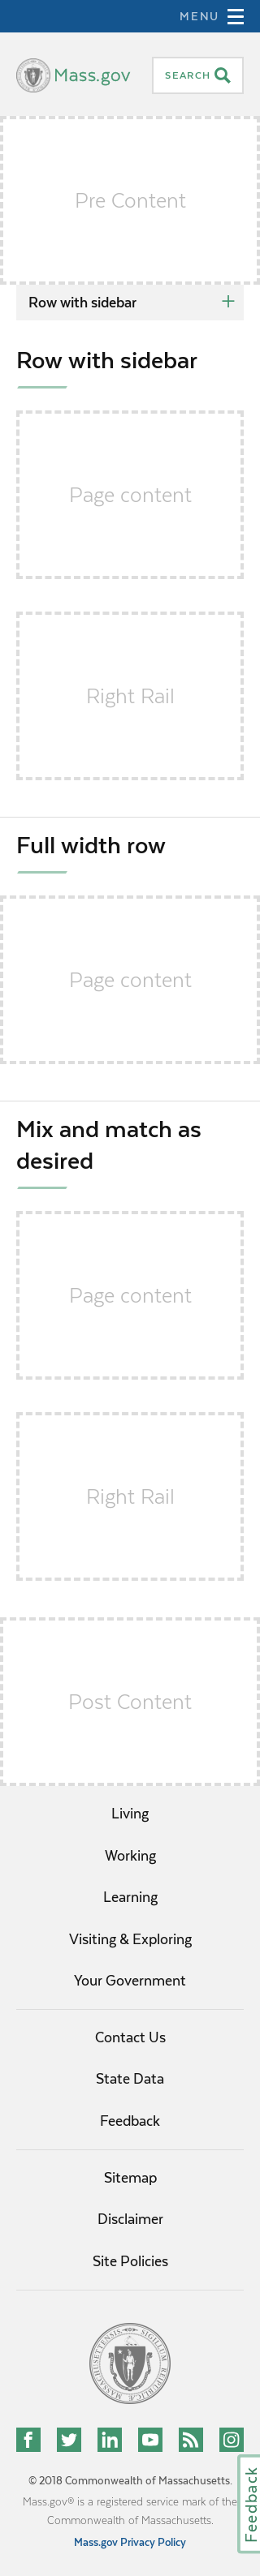 MENU
Mass.gov
SEARCH
Pre Content
Row with sidebar
Row with sidebar
Page content
Right Rail
Full width row
Page content
Mix and match as
desired
Page content
Right Rail
Post Content
Living
Working
Learning
Visiting & Exploring
Your Government
Contact Us
State Data
Feedback
Sitemap
Disclaimer
Site Policies
Feedback
© 2018 Commonwealth of Massachusetts.
Mass.gov® is a registered service mark of the
Commonwealth of Massachusetts.
Mass.gov Privacy Policy